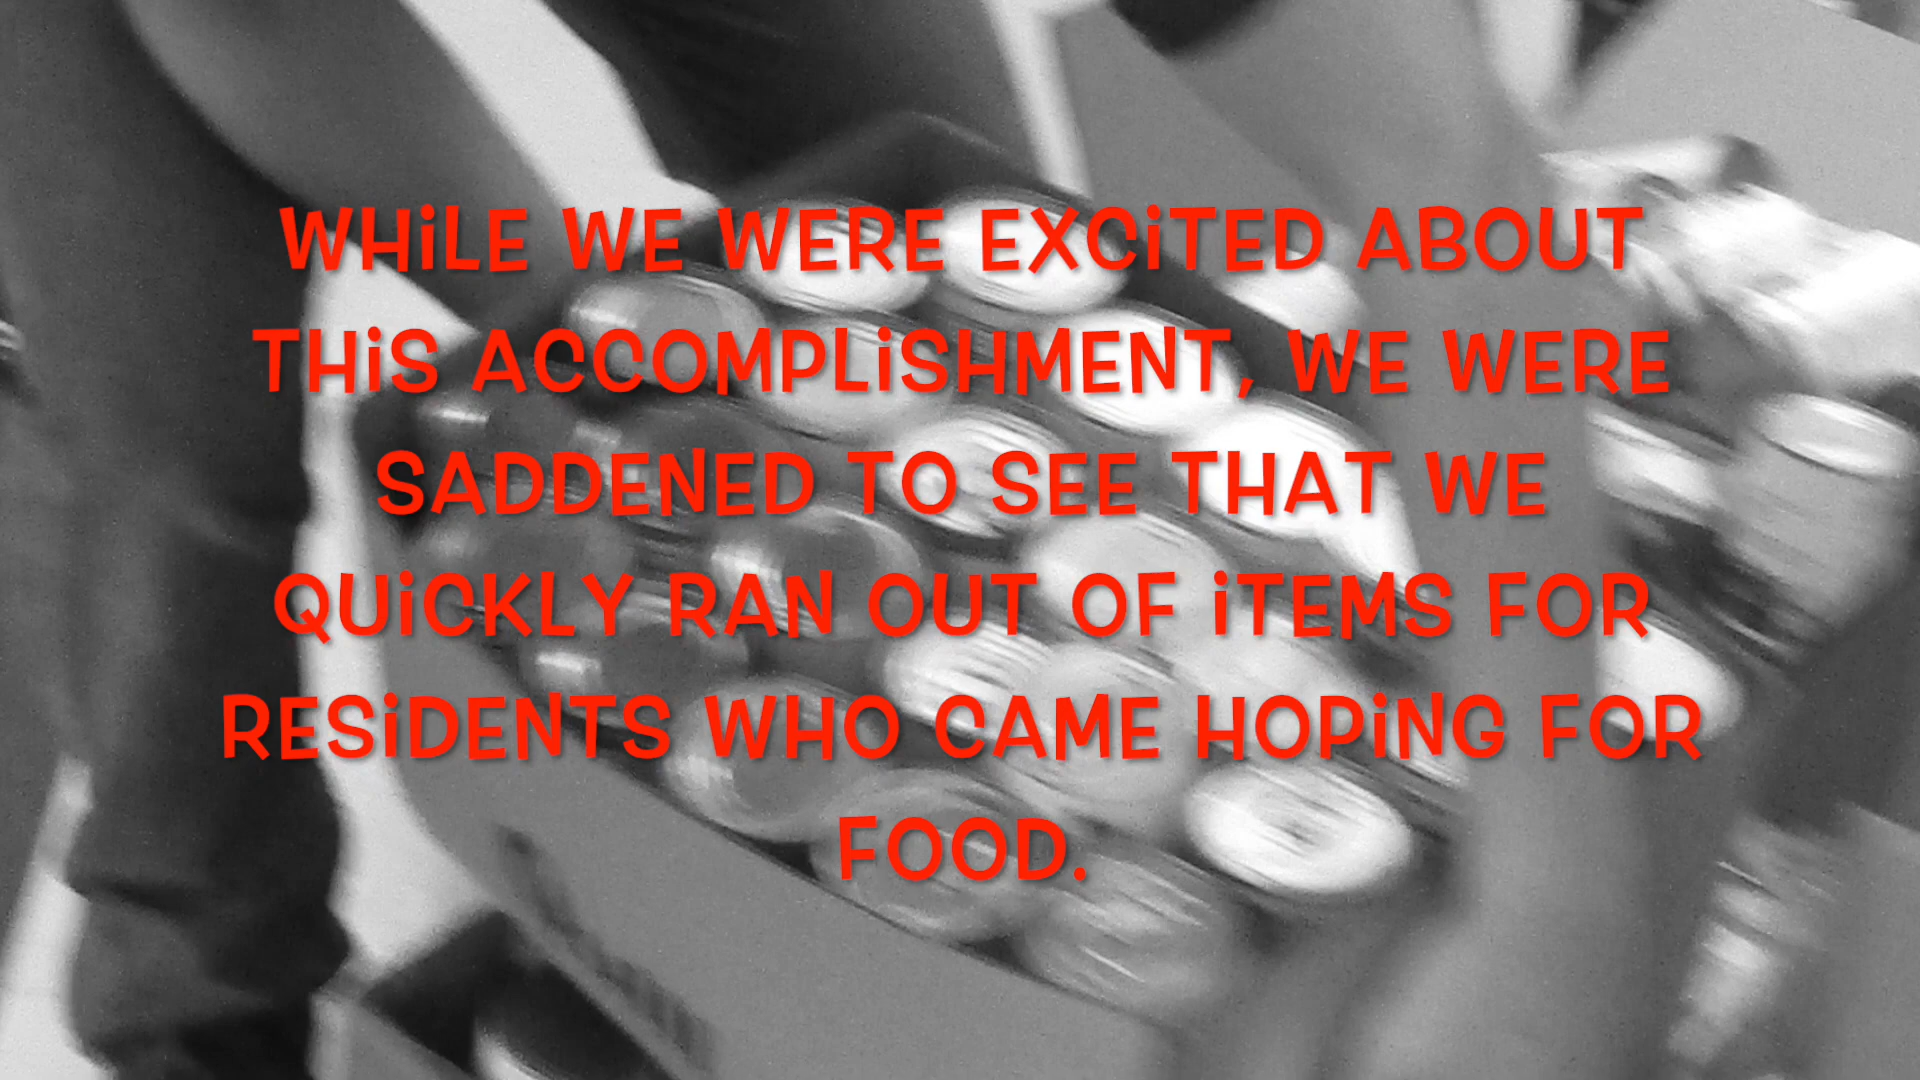 WHiLE WE WERE EXCiTED ABOUT
THiS ACCOMPLiSHMENT, WE WERE
SADDENED TO SEE THAT WE
QUiCKLY RAN OUT OF iTEMS FOR
RESiDENTS WHO CAME HOPiNG FOR
FOOD.